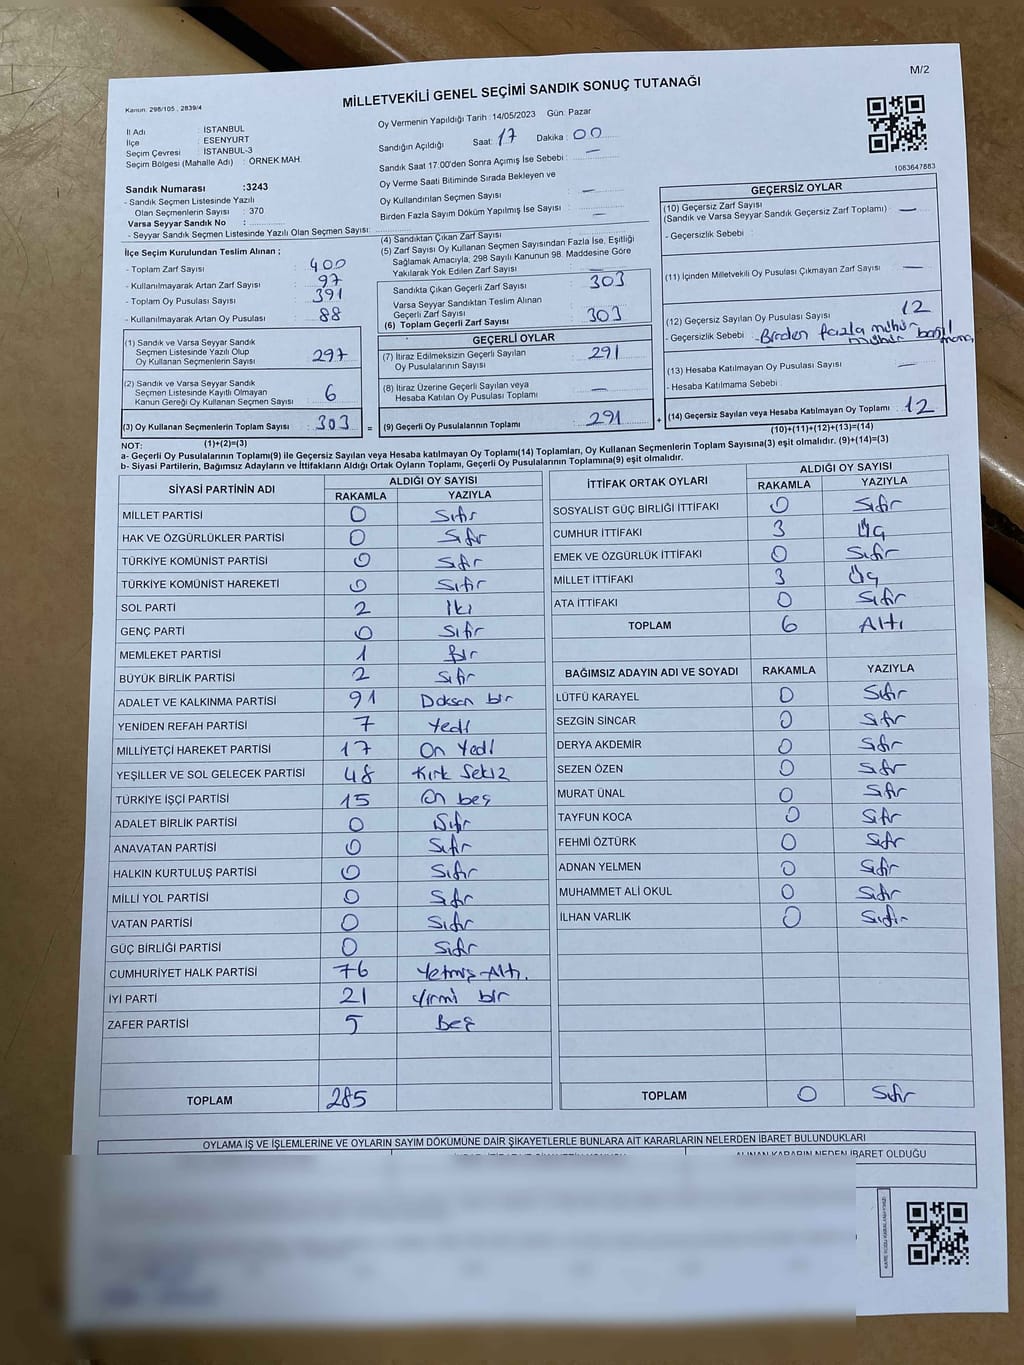 M/2
Kanun: 298/105 , 2839/4
MİLLETVEKİLİ GENEL SEÇİMİ SANDIK SONUÇ TUTANAĞI
İl Adı : İSTANBUL
İlçe : ESENYURT
Seçim Çevresi : İSTANBUL-3
Seçim Bölgesi (Mahalle Adı) : ÖRNEK MAH.
Sandık Numarası :3243
- Sandık Seçmen Listesinde Yazılı
Olan Seçmenlerin Sayısı : 370
Varsa Seyyar Sandık No :
- Seyyar Sandık Seçmen Listesinde Yazılı Olan Seçmen Sayısı:
Oy Vermenin Yapıldığı Tarih : 14/05/2023 Gün: Pazar
Sandığın Açıldığı Saat: 17 Dakika : 00
Sandık Saat 17:00'den Sonra Açımış İse Sebebi : —
Oy Verme Saati Bitiminde Sırada Bekleyen ve
Oy Kullandırılan Seçmen Sayısı : —
Birden Fazla Sayım Döküm Yapılmış İse Sayısı : —
1063647883
İlçe Seçim Kurulundan Teslim Alınan ;
- Toplam Zarf Sayısı : 400
- Kullanılmayarak Artan Zarf Sayısı : 97
- Toplam Oy Pusulası Sayısı : 391
- Kullanılmayarak Artan Oy Pusulası : 88
(1) Sandık ve Varsa Seyyar Sandık
Seçmen Listesinde Yazılı Olup
Oy Kullanan Seçmenlerin Sayısı : 297
(2) Sandık ve Varsa Seyyar Sandık
Seçmen Listesinde Kayıtlı Olmayan
Kanun Gereği Oy Kullanan Seçmen Sayısı : 6
(3) Oy Kullanan Seçmenlerin Toplam Sayısı : 303
(1)+(2)=(3)
(4) Sandıktan Çıkan Zarf Sayısı :
(5) Zarf Sayısı Oy Kullanan Seçmen Sayısından Fazla İse, Eşitliği
Sağlamak Amacıyla; 298 Sayılı Kanunun 98. Maddesine Göre
Yakılarak Yok Edilen Zarf Sayısı : —
Sandıkta Çıkan Geçerli Zarf Sayısı : 303
Varsa Seyyar Sandıktan Teslim Alınan
Geçerli Zarf Sayısı :
(6) Toplam Geçerli Zarf Sayısı : 303
=
GEÇERLİ OYLAR
(7) İtiraz Edilmeksizin Geçerli Sayılan
Oy Pusulalarının Sayısı : 291
(8) İtiraz Üzerine Geçerli Sayılan veya
Hesaba Katılan Oy Pusulası Toplamı : —
(9) Geçerli Oy Pusulalarının Toplamı : 291
+
GEÇERSİZ OYLAR
(10) Geçersiz Zarf Sayısı
(Sandık ve Varsa Seyyar Sandık Geçersiz Zarf Toplamı) : —
- Geçersizlik Sebebi :
(11) İçinden Milletvekili Oy Pusulası Çıkmayan Zarf Sayısı : —
(12) Geçersiz Sayılan Oy Pusulası Sayısı : 12
- Geçersizlik Sebebi : -Birden fazla mühür
(13) Hesaba Katılmayan Oy Pusulası Sayısı : —
- Hesaba Katılmama Sebebi :
(14) Geçersiz Sayılan veya Hesaba Katılmayan Oy Toplamı : 12
(10)+(11)+(12)+(13)=(14)
NOT:
a- Geçerli Oy Pusulalarının Toplamı(9) ile Geçersiz Sayılan veya Hesaba katılmayan Oy Toplamı(14) Toplamları, Oy Kullanan Seçmenlerin Toplam Sayısına(3) eşit olmalıdır. (9)+(14)=(3)
b- Siyasi Partilerin, Bağımsız Adayların ve İttifakların Aldığı Ortak Oyların Toplamı, Geçerli Oy Pusulalarının Toplamına(9) eşit olmalıdır.
SİYASİ PARTİNİN ADI ALDIĞI OY SAYISI
RAKAMLA YAZIYLA
MİLLET PARTİSİ 0 Sıfır
HAK VE ÖZGÜRLÜKLER PARTİSİ 0 Sıfır
TÜRKİYE KOMÜNİST PARTİSİ 0 Sıfır
TÜRKİYE KOMÜNİST HAREKETİ 0 Sıfır
SOL PARTİ 2 İki
GENÇ PARTİ 0 Sıfır
MEMLEKET PARTİSİ 1 Bir
BÜYÜK BİRLİK PARTİSİ 2 Sıfır
ADALET VE KALKINMA PARTİSİ 91 Doksan bir
YENİDEN REFAH PARTİSİ 7 Yedi
MİLLİYETÇİ HAREKET PARTİSİ 17 On Yedi
YEŞİLLER VE SOL GELECEK PARTİSİ 48 Kırk Sekiz
TÜRKİYE İŞÇİ PARTİSİ 15 On beş
ADALET BİRLİK PARTİSİ 0 Sıfır
ANAVATAN PARTİSİ 0 Sıfır
HALKIN KURTULUŞ PARTİSİ 0 Sıfır
MİLLİ YOL PARTİSİ 0 Sıfır
VATAN PARTİSİ 0 Sıfır
GÜÇ BİRLİĞİ PARTİSİ 0 Sıfır
CUMHURİYET HALK PARTİSİ 76 Yetmiş-Altı.
İYİ PARTİ 21 Yirmi bir
ZAFER PARTİSİ 5 Beş
TOPLAM 285
İTTİFAK ORTAK OYLARI ALDIĞI OY SAYISI
RAKAMLA YAZIYLA
SOSYALİST GÜÇ BİRLİĞİ İTTİFAKI 0 Sıfır
CUMHUR İTTİFAKI 3 Üç
EMEK VE ÖZGÜRLÜK İTTİFAKI 0 Sıfır
MİLLET İTTİFAKI 3 Üç
ATA İTTİFAKI 0 Sıfır
TOPLAM 6 Altı
BAĞIMSIZ ADAYIN ADI VE SOYADI RAKAMLA YAZIYLA
LÜTFÜ KARAYEL 0 Sıfır
SEZGİN SİNCAR 0 Sıfır
DERYA AKDEMİR 0 Sıfır
SEZEN ÖZEN 0 Sıfır
MURAT ÜNAL 0 Sıfır
TAYFUN KOCA 0 Sıfır
FEHMİ ÖZTÜRK 0 Sıfır
ADNAN YELMEN 0 Sıfır
MUHAMMET ALİ OKUL 0 Sıfır
İLHAN VARLIK 0 Sıfır
TOPLAM 0 Sıfır
OYLAMA İŞ VE İŞLEMLERİNE VE OYLARIN SAYIM DÖKÜMÜNE DAİR ŞİKAYETLERLE BUNLARA AİT KARARLARIN NELERDEN İBARET BULUNDUKLARI
ALINAN KARARIN NEDEN İBARET OLDUĞU